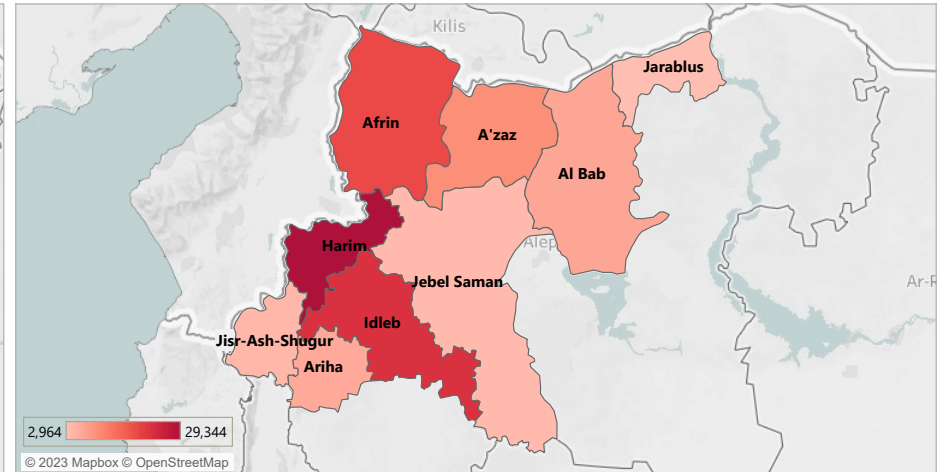 Kilis
Jarablus
Afrin
A'zaz
Al Bab
Harim
Alep
Jebel Saman
Ar-R
Idleb
Jisr-Ash-Shugur
Ariha
2,964
29,344
© 2023 Mapbox © OpenStreetMap